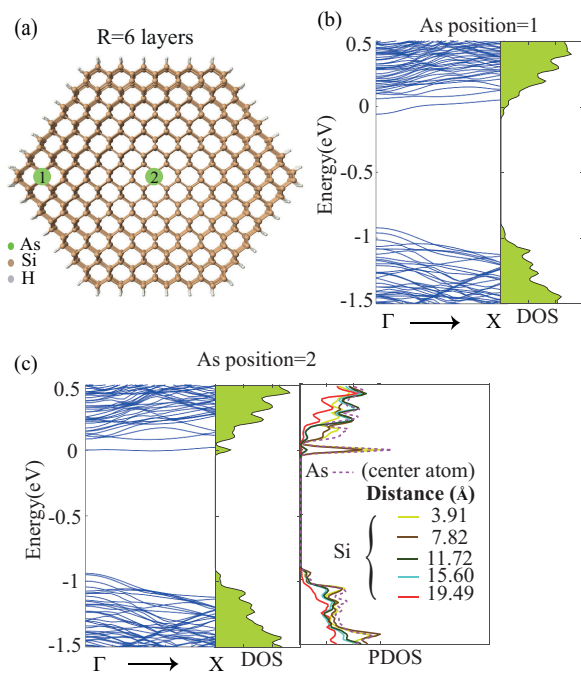 (a)
R=6 layers
1
2
As
Si
H
(b)
As position=1
Energy(eV)
0.5
0
-0.5
-1
-1.5
Γ
X
DOS
(c)
As position=2
Energy(eV)
0.5
0
-0.5
-1
-1.5
Γ
X
DOS
As (center atom)
Distance (Å)
Si
3.91
7.82
11.72
15.60
19.49
PDOS